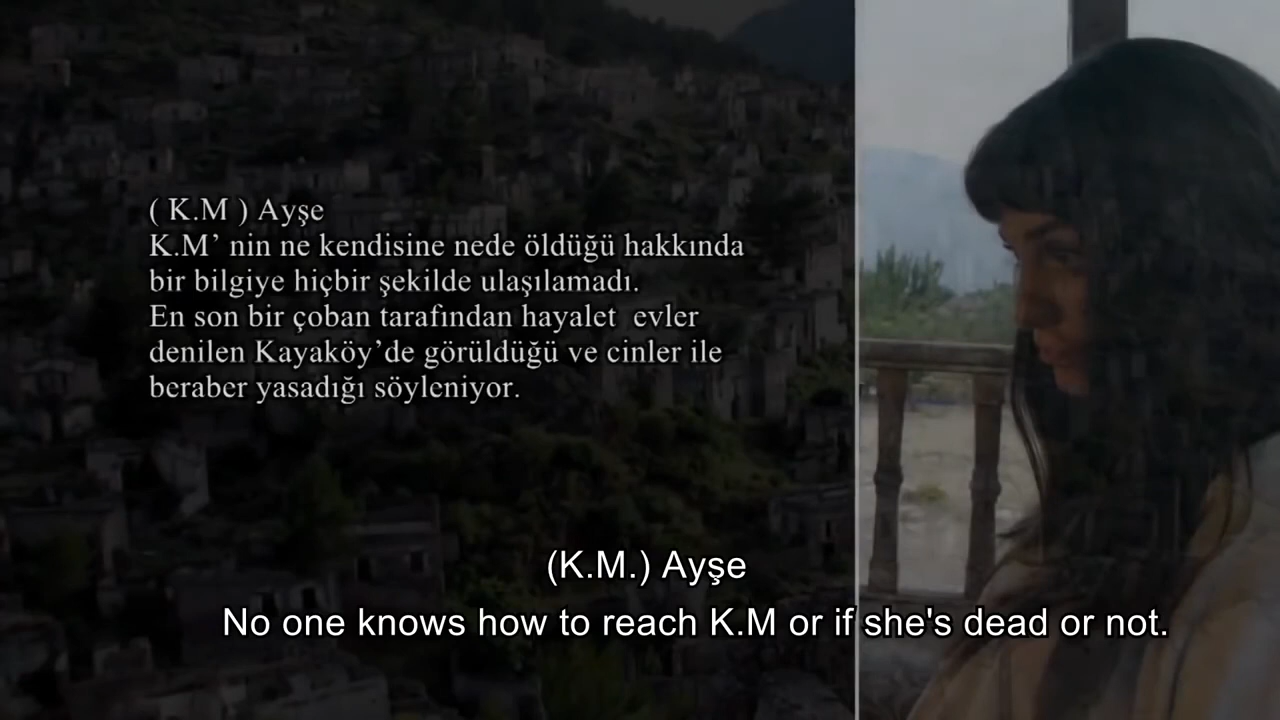 ( K.M ) Ayşe
K.M' nin ne kendisine nede öldüğü hakkında
bir bilgiye hiçbir şekilde ulaşılamadı.
En son bir çoban tarafından hayalet evler
denilen Kayaköy'de görüldüğü ve cinler ile
beraber yasadığı söyleniyor.
(K.M.) Ayşe
No one knows how to reach K.M or if she's dead or not.